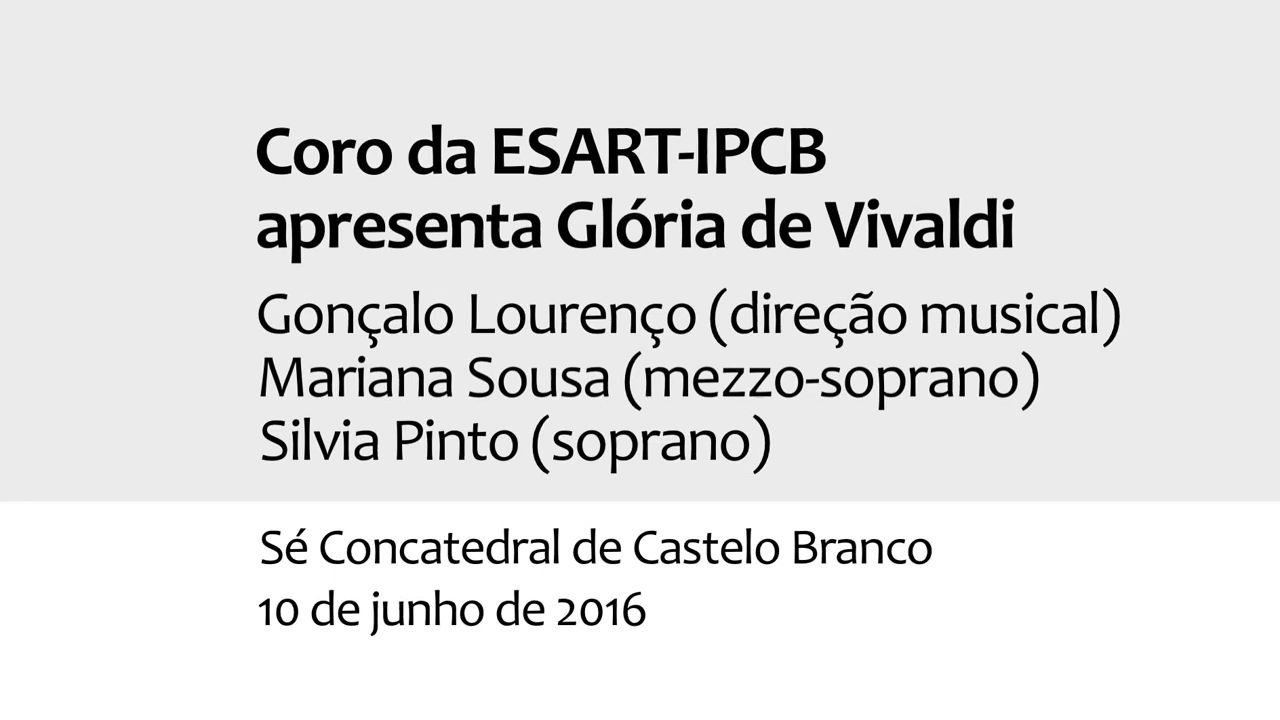 Coro da ESART-IPCB
apresenta Glória de Vivaldi
Gonçalo Lourenço (direção musical)
Mariana Sousa (mezzo-soprano)
Silvia Pinto (soprano)
Sé Concatedral de Castelo Branco
10 de junho de 2016